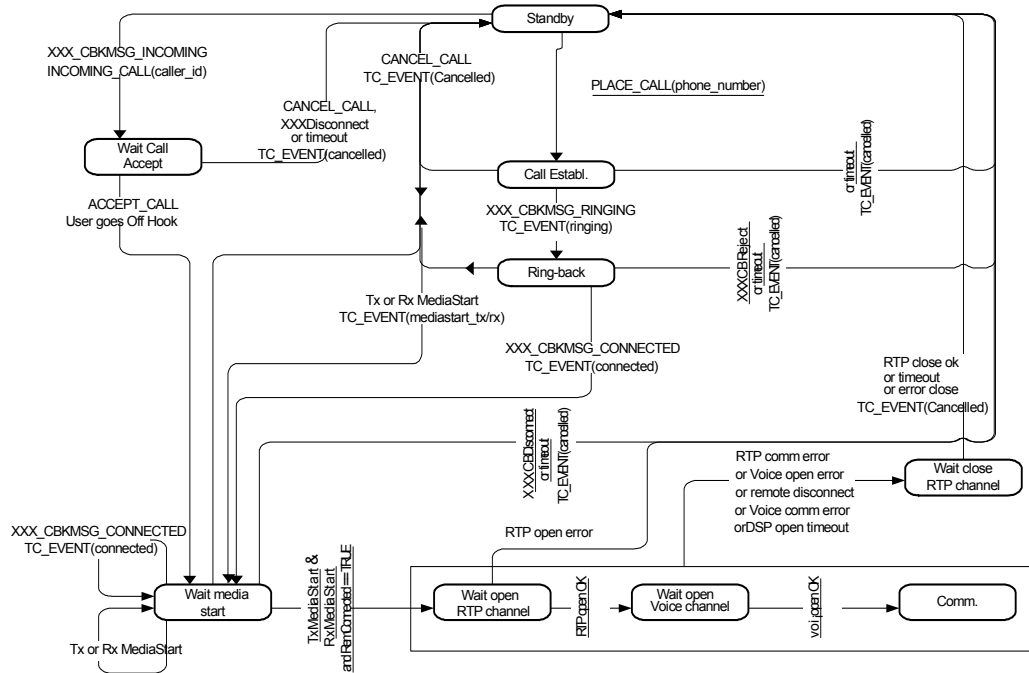 Standby
XXX_CBKMSG_INCOMING
INCOMING_CALL(caller_id)
CANCEL_CALL
TC_EVENT(Cancelled)
PLACE_CALL(phone_number)
CANCEL_CALL,
XXXDisconnect
or timeout
TC_EVENT(cancelled)
Wait Call
Accept
Call Establ.
or timeout
TC_EVENT(cancelled)
ACCEPT_CALL
User goes Off Hook
XXX_CBKMSG_RINGING
TC_EVENT(ringing)
Ring-back
XXXCBReject
or timeout
TC_EVENT(cancelled)
Tx or Rx MediaStart
TC_EVENT(mediastart_tx/rx)
XXX_CBKMSG_CONNECTED
TC_EVENT(connected)
RTP close ok
or timeout
or error close
TC_EVENT(Cancelled)
XXXCBDisconnect
or timeout
TC_EVENT(cancelled)
RTP comm error
or Voice open error
or remote disconnect
or Voice comm error
orDSP open timeout
Wait close
RTP channel
XXX_CBKMSG_CONNECTED
TC_EVENT(connected)
RTP open error
Wait media
start
TxMediaStart &
RxMediaStart
andRemConnected==TRUE
Wait open
RTP channel
RTPopenOK
Wait open
Voice channel
voipopenOK
Comm.
Tx or Rx MediaStart